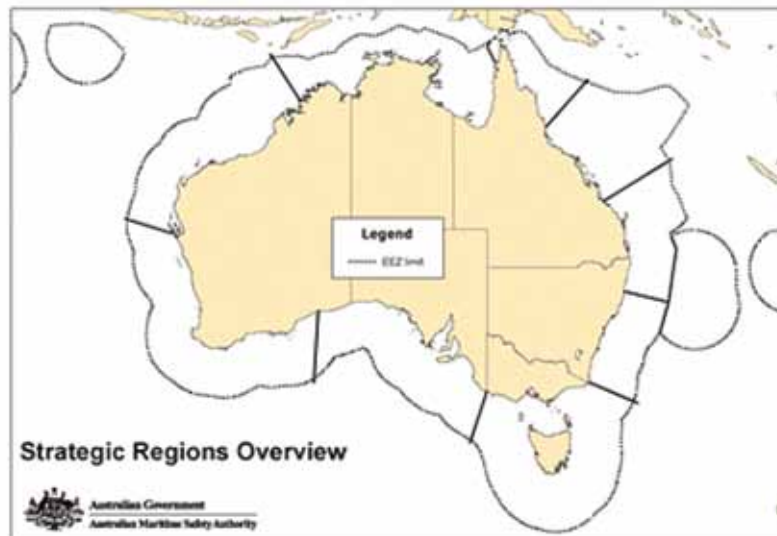 Legend
EEZ limit
Strategic Regions Overview
Australian Government
Australian Maritime Safety Authority